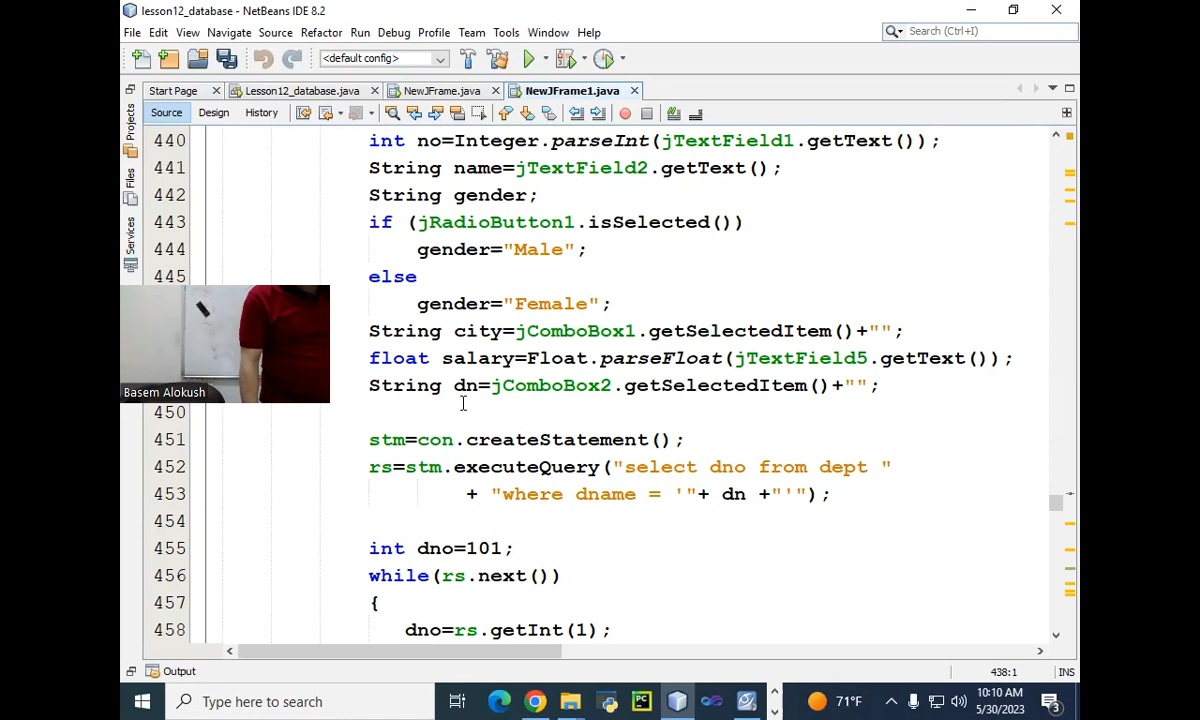 lesson12_database - NetBeans IDE 8.2
File Edit View Navigate Source Refactor Run Debug Profile Team Tools Window Help
Search (Ctrl+I)
<default config>
Start Page Lesson12_database.java NewJFrame.java NewJFrame1.java
Source Design History
Projects
Files
Services
440 int no=Integer.parseInt(jTextField1.getText());
441 String name=jTextField2.getText();
442 String gender;
443 if (jRadioButton1.isSelected())
444 gender="Male";
445 else
gender="Female";
String city=jComboBox1.getSelectedItem()+"";
float salary=Float.parseFloat(jTextField5.getText());
String dn=jComboBox2.getSelectedItem()+"";
Basem Alokush
450
451 stm=con.createStatement();
452 rs=stm.executeQuery("select dno from dept "
453 + "where dname = '"+ dn +"'");
454
455 int dno=101;
456 while(rs.next())
457 {
458 dno=rs.getInt(1);
Output
438:1 INS
Type here to search
PC
71°F
10:10 AM
5/30/2023
3